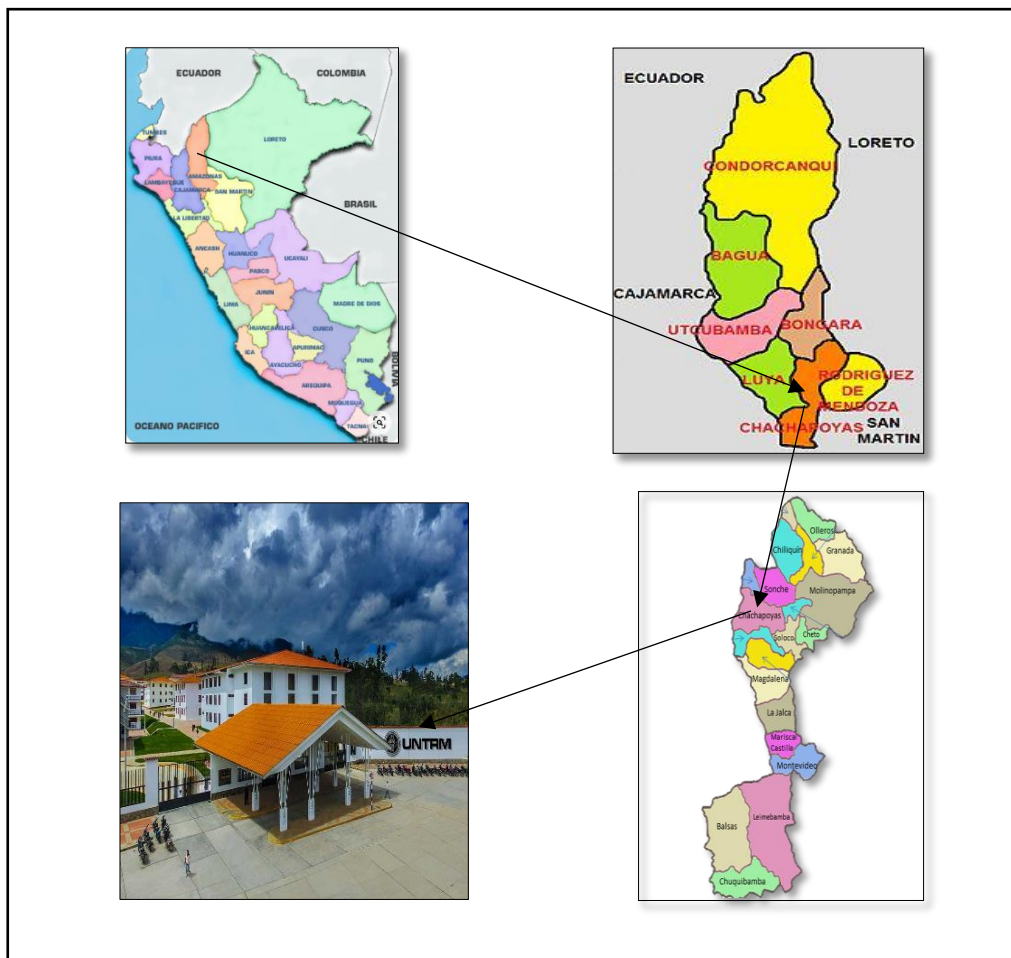 ECUADOR
COLOMBIA
TUMBES
LORETO
PIURA
AMAZONAS
LAMBAYEQUE
CAJAMARCA
SAN MARTIN
LA LIBERTAD
BRASIL
ANCASH
HUANUCO
UCAYALI
PASCO
JUNIN
LIMA
MADRE DE DIOS
HUANCAVELICA
CUSCO
ICA
APURIMAC
AYACUCHO
PUNO
BOLIVIA
AREQUIPA
MOQUEGUA
OCEANO PACIFICO
TACNA
CHILE
ECUADOR
LORETO
CONDORCANQUI
BAGUA
CAJAMARCA
UTCUBAMBA
BONGARA
LUYA
RODRIGUEZ
DE
MENDOZA
CHACHAPOYAS
SAN
MARTIN
UNTRM
Olleros
Chiliquín
Granada
Sonche
Molinopampa
Chachapoyas
Soloco
Cheto
Magdalena
La Jalca
Mariscal
Castilla
Montevideo
Balsas
Leimebamba
Chuquibamba